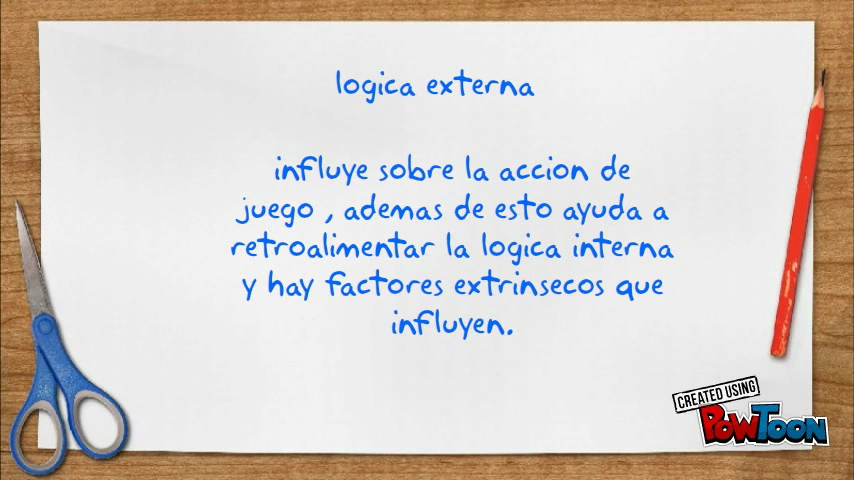 logica externa
influye sobre la accion de
juego , ademas de esto ayuda a
retroalimentar la logica interna
y hay factores extrinsecos que
influyen.
CREATED USING
POWTOON